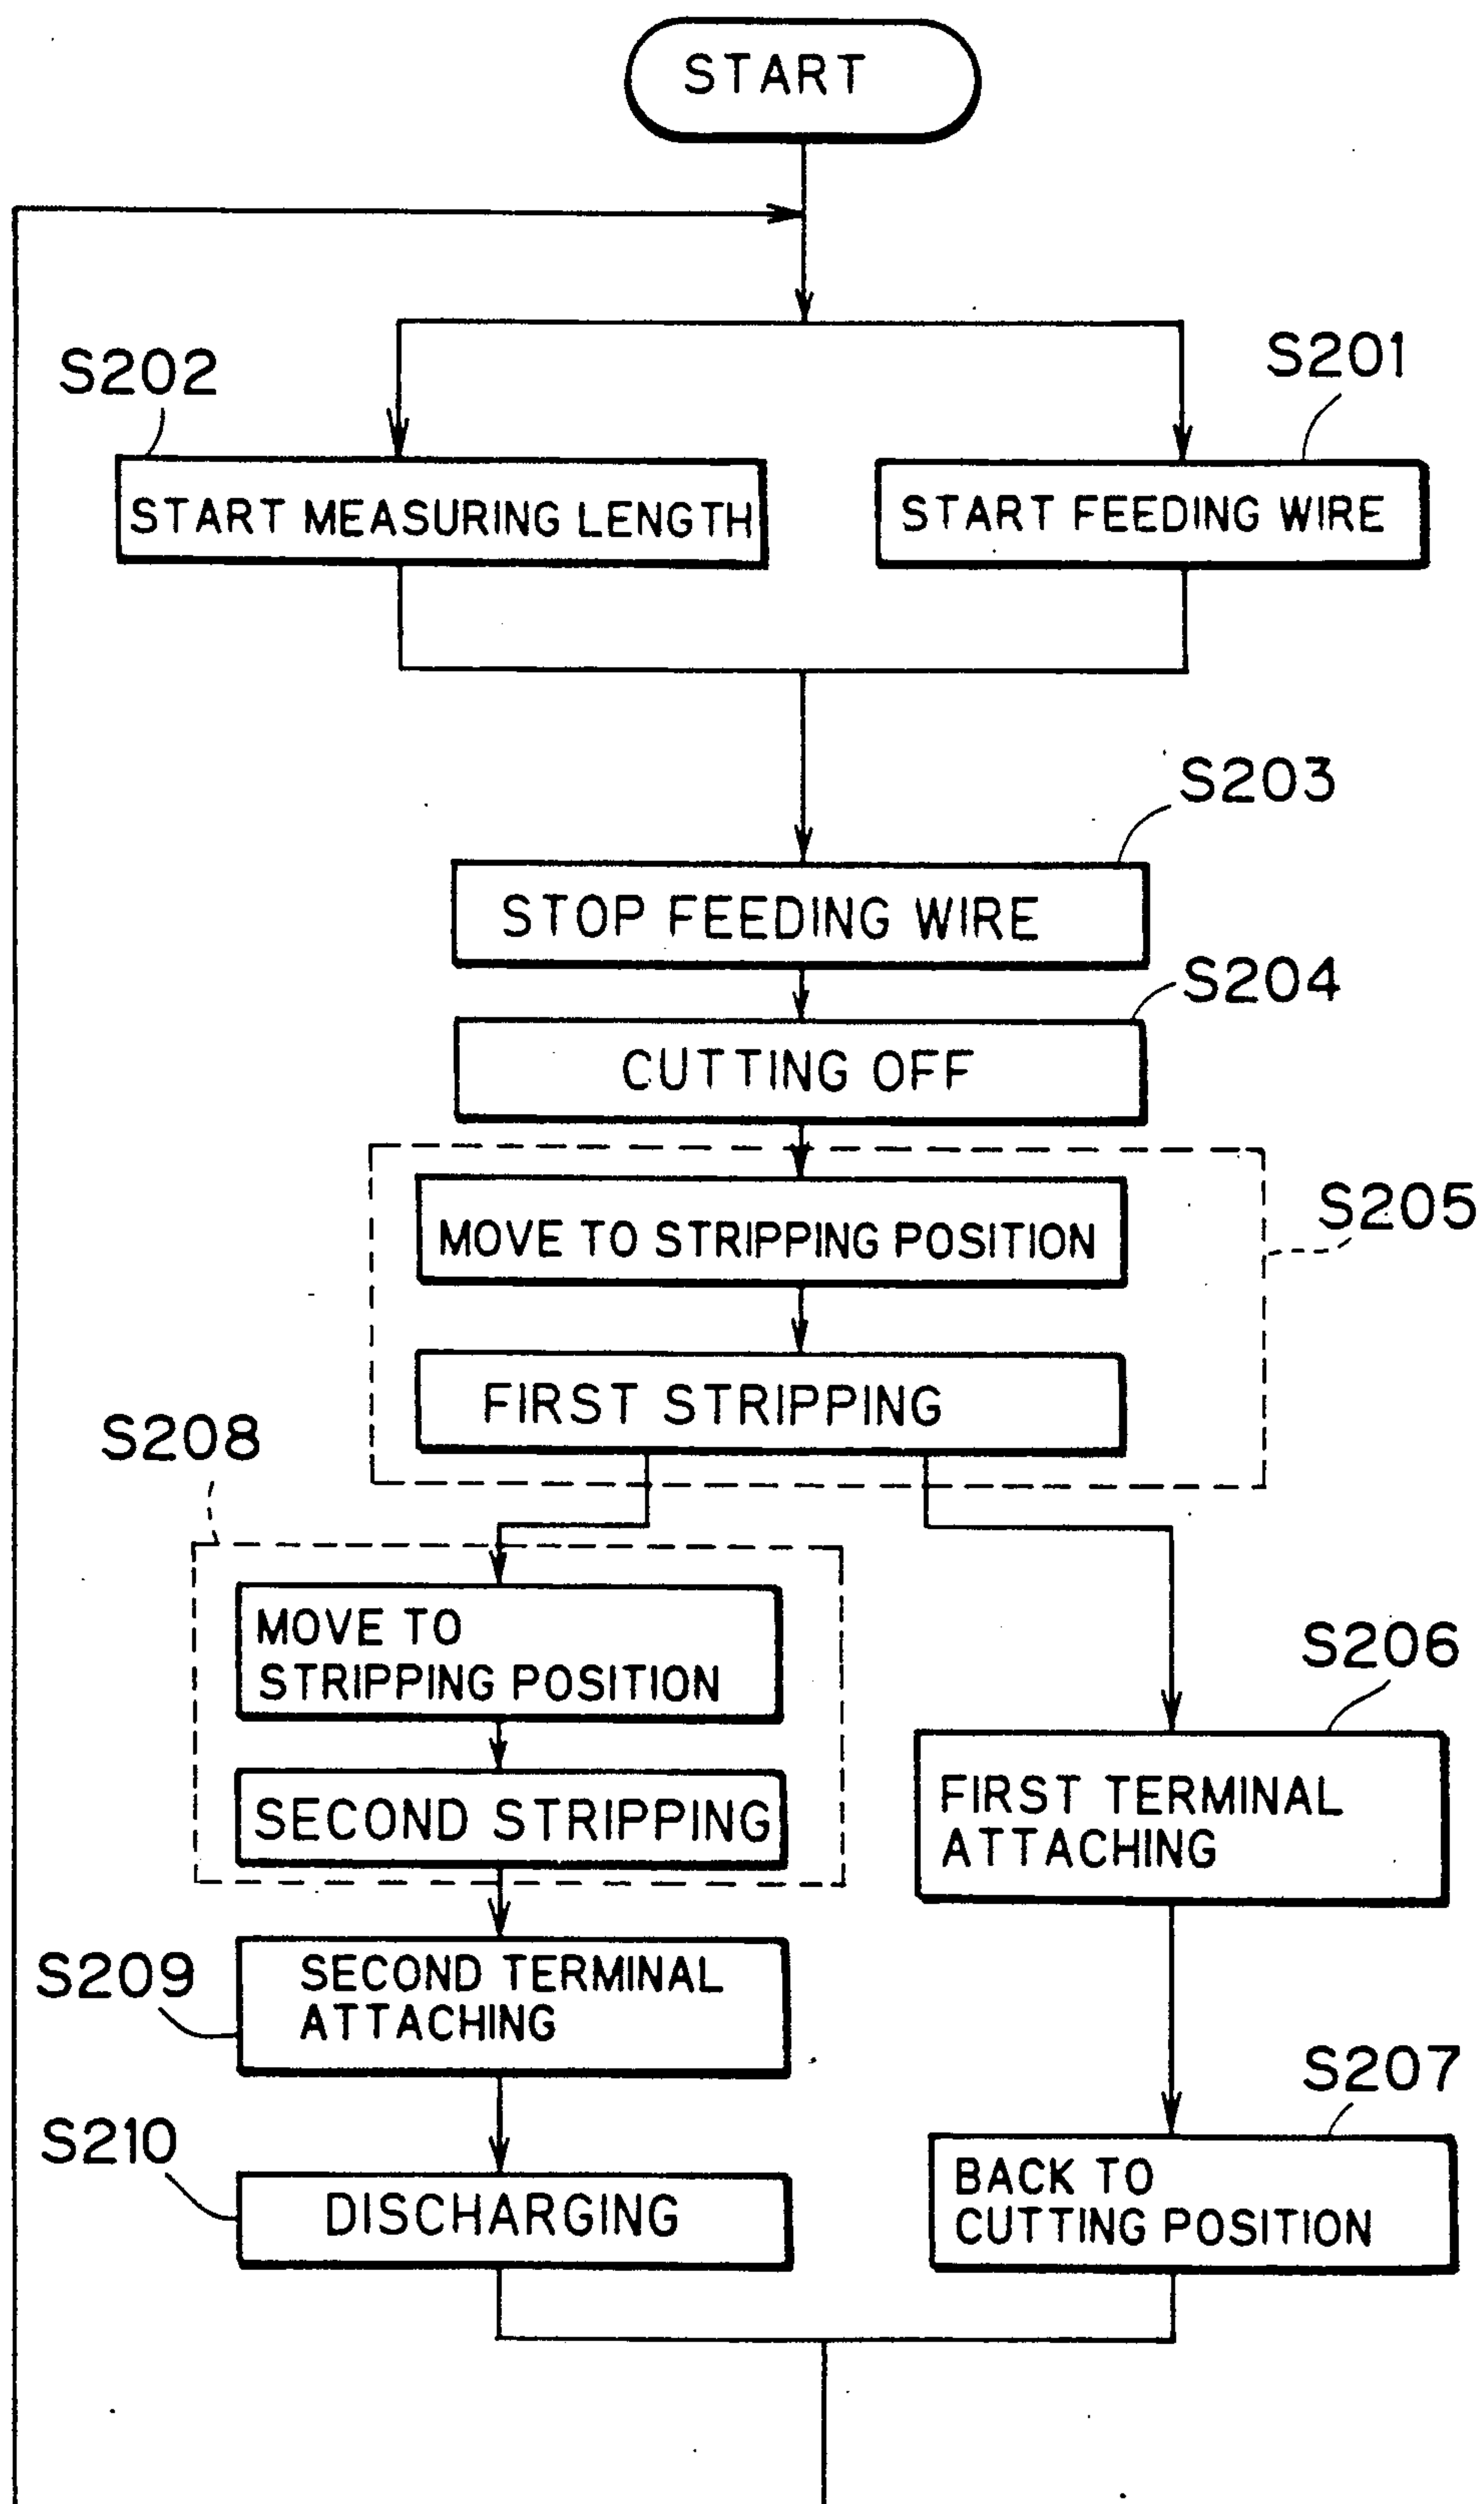 START
S202
S201
START MEASURING LENGTH
START FEEDING WIRE
S203
STOP FEEDING WIRE
S204
CUTTING OFF
S205
MOVE TO STRIPPING POSITION
FIRST STRIPPING
S208
MOVE TO
STRIPPING POSITION
SECOND STRIPPING
S206
FIRST TERMINAL
ATTACHING
S209
SECOND TERMINAL
ATTACHING
S207
BACK TO
CUTTING POSITION
S210
DISCHARGING